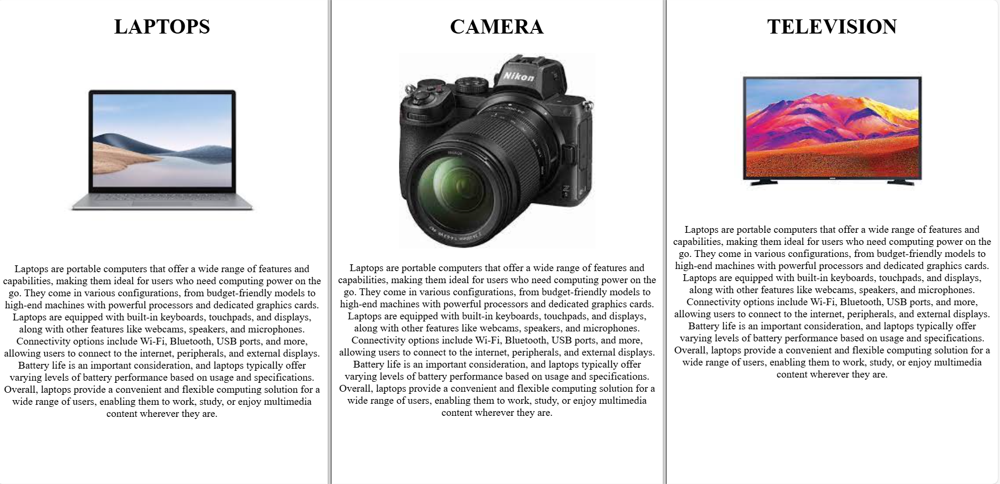 LAPTOPS
Laptops are portable computers that offer a wide range of features and
capabilities, making them ideal for users who need computing power on the
go. They come in various configurations, from budget-friendly models to
high-end machines with powerful processors and dedicated graphics cards.
Laptops are equipped with built-in keyboards, touchpads, and displays,
along with other features like webcams, speakers, and microphones.
Connectivity options include Wi-Fi, Bluetooth, USB ports, and more,
allowing users to connect to the internet, peripherals, and external displays.
Battery life is an important consideration, and laptops typically offer
varying levels of battery performance based on usage and specifications.
Overall, laptops provide a convenient and flexible computing solution for a
wide range of users, enabling them to work, study, or enjoy multimedia
content wherever they are.
CAMERA
Nikon
Laptops are portable computers that offer a wide range of features and
capabilities, making them ideal for users who need computing power on the
go. They come in various configurations, from budget-friendly models to
high-end machines with powerful processors and dedicated graphics cards.
Laptops are equipped with built-in keyboards, touchpads, and displays,
along with other features like webcams, speakers, and microphones.
Connectivity options include Wi-Fi, Bluetooth, USB ports, and more,
allowing users to connect to the internet, peripherals, and external displays.
Battery life is an important consideration, and laptops typically offer
varying levels of battery performance based on usage and specifications.
Overall, laptops provide a convenient and flexible computing solution for a
wide range of users, enabling them to work, study, or enjoy multimedia
content wherever they are.
TELEVISION
Laptops are portable computers that offer a wide range of features and
capabilities, making them ideal for users who need computing power on the
go. They come in various configurations, from budget-friendly models to
high-end machines with powerful processors and dedicated graphics cards.
Laptops are equipped with built-in keyboards, touchpads, and displays,
along with other features like webcams, speakers, and microphones.
Connectivity options include Wi-Fi, Bluetooth, USB ports, and more,
allowing users to connect to the internet, peripherals, and external displays.
Battery life is an important consideration, and laptops typically offer
varying levels of battery performance based on usage and specifications.
Overall, laptops provide a convenient and flexible computing solution for a
wide range of users, enabling them to work, study, or enjoy multimedia
content wherever they are.